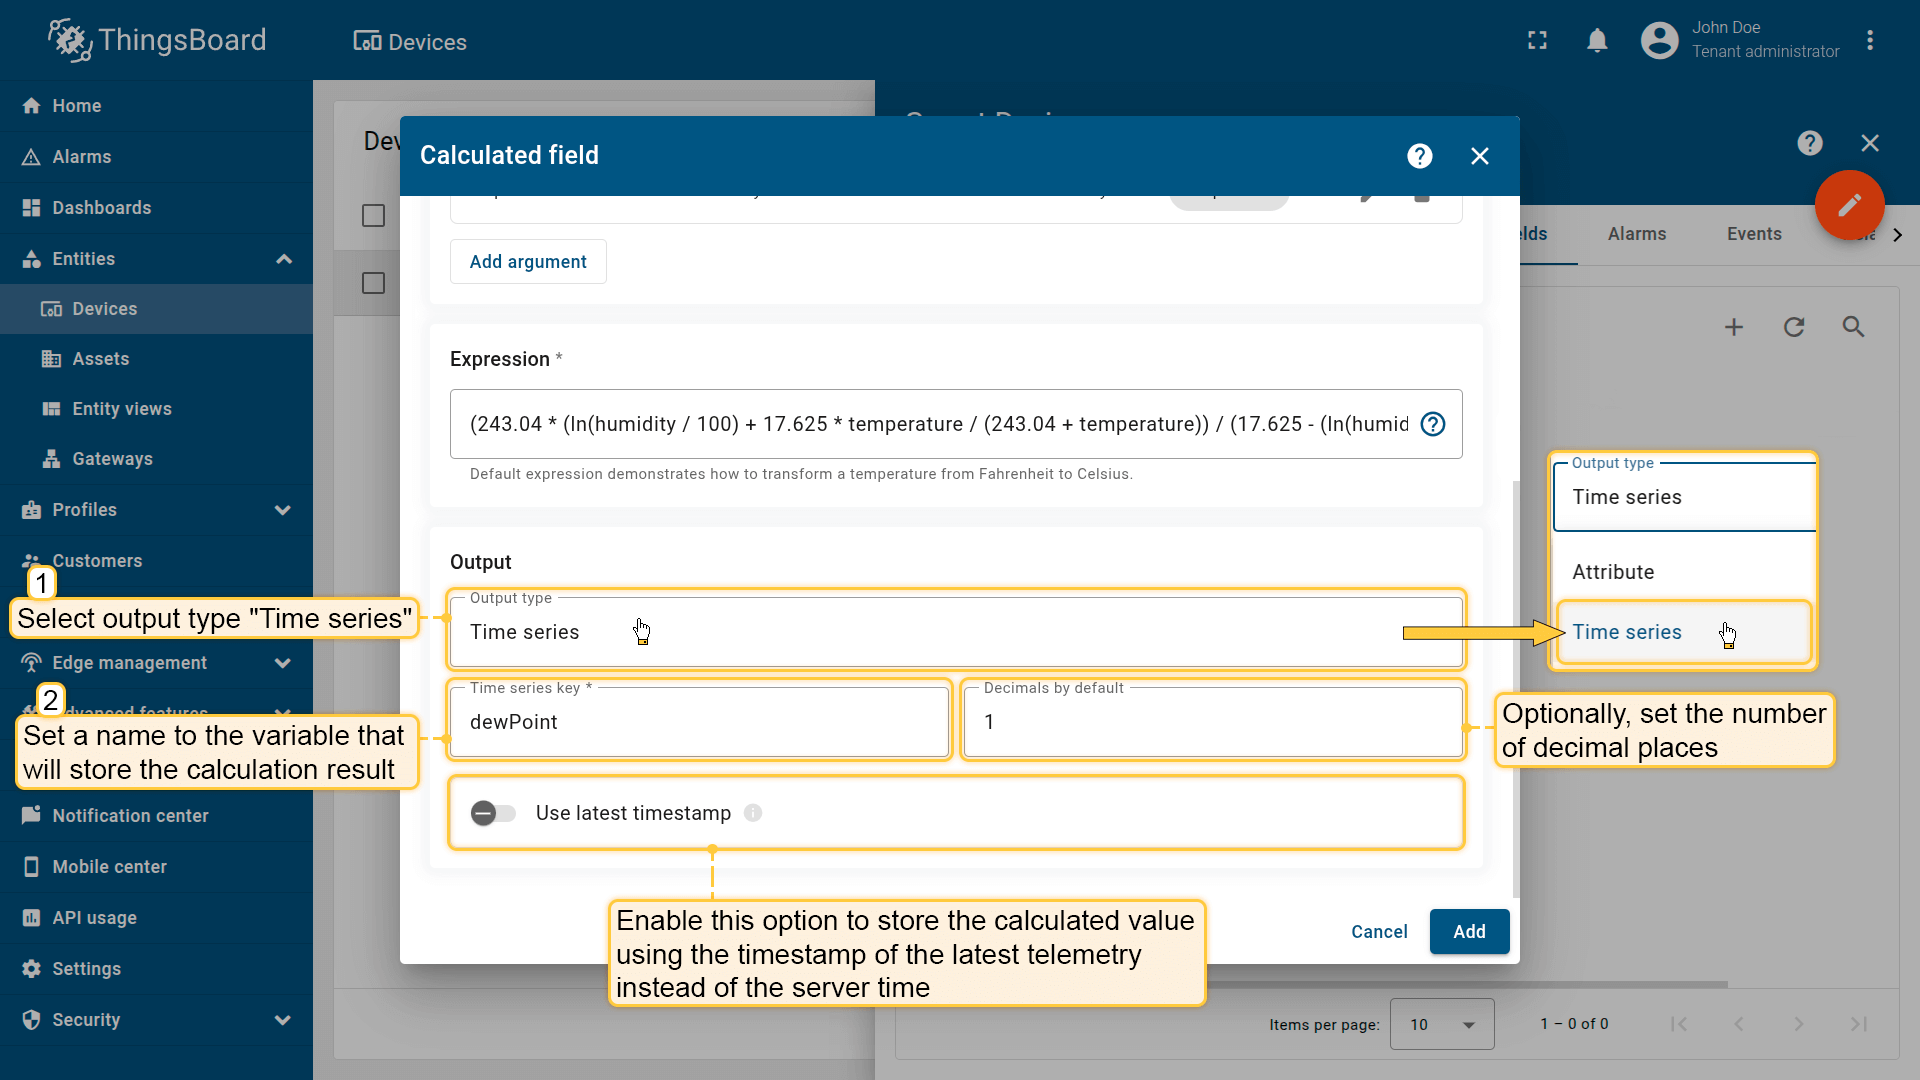 ThingsBoard
Devices
John Doe
Tenant administrator
Home
Alarms
Dashboards
Entities
Devices
Assets
Entity views
Gateways
Profiles
Customers
1
Select output type "Time series"
Edge management
2
Set a name to the variable that
will store the calculation result
Notification center
Mobile center
API usage
Settings
Security
Calculated field
Add argument
Expression *
(243.04 * (ln(humidity / 100) + 17.625 * temperature / (243.04 + temperature)) / (17.625 - (ln(humid
Default expression demonstrates how to transform a temperature from Fahrenheit to Celsius.
Output
Output type
Time series
Time series key *
dewPoint
Decimals by default
1
Use latest timestamp
Enable this option to store the calculated value
using the timestamp of the latest telemetry
instead of the server time
Cancel
Add
Alarms
Events
Output type
Time series
Attribute
Time series
Optionally, set the number
of decimal places
Items per page:
10
1 – 0 of 0